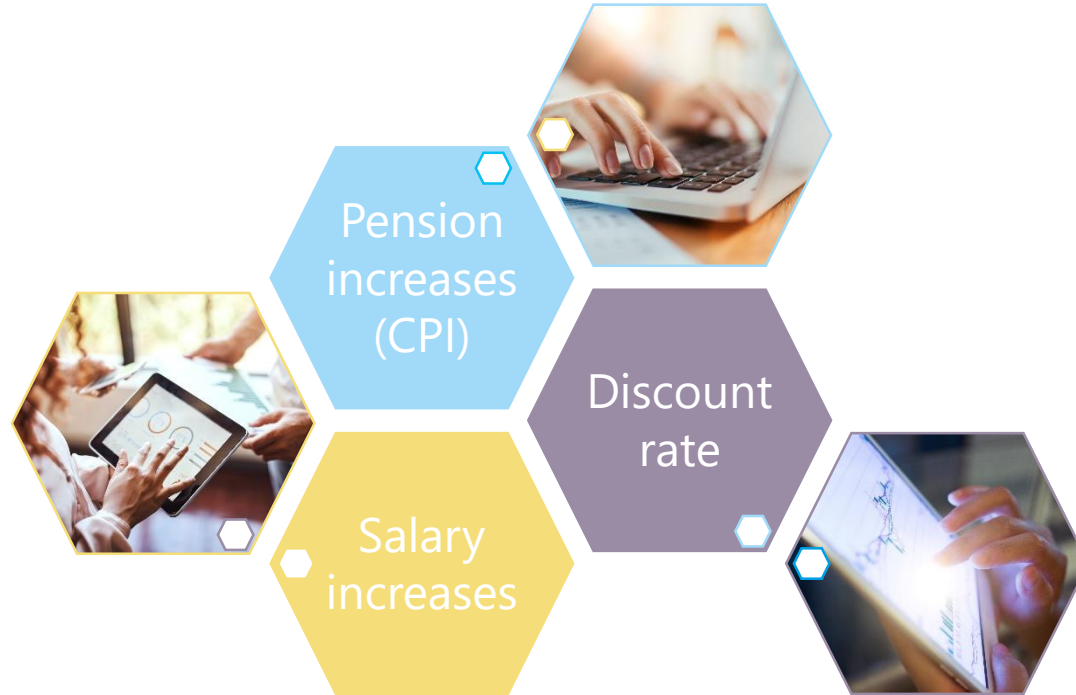 Pension
increases
(CPI)
Discount
rate
Salary
increases